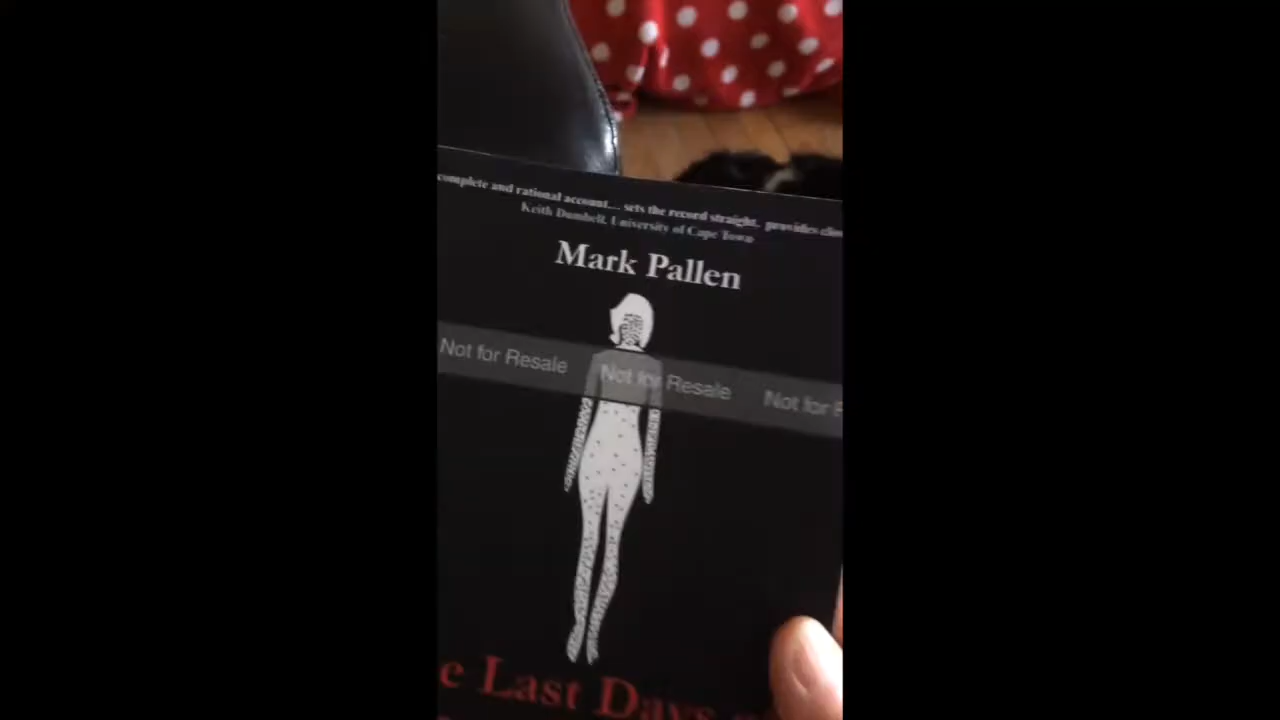 complete and rational account... sets the record straight, provides
Keith Dumbell, University of Cape Town
Mark Pallen
Not for Resale Not for Resale Not for
e Last Days